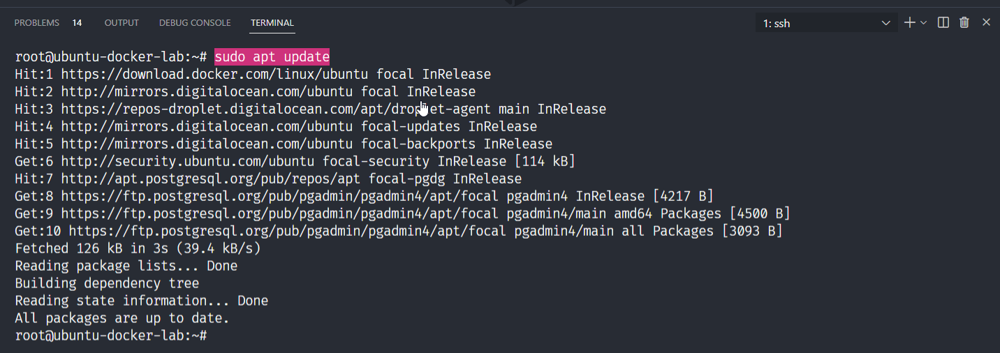 PROBLEMS 14 OUTPUT DEBUG CONSOLE TERMINAL 1: ssh
root@ubuntu-docker-lab:~# sudo apt update
Hit:1 https://download.docker.com/linux/ubuntu focal InRelease
Hit:2 http://mirrors.digitalocean.com/ubuntu focal InRelease
Hit:3 https://repos-droplet.digitalocean.com/apt/droplet-agent main InRelease
Hit:4 http://mirrors.digitalocean.com/ubuntu focal-updates InRelease
Hit:5 http://mirrors.digitalocean.com/ubuntu focal-backports InRelease
Get:6 http://security.ubuntu.com/ubuntu focal-security InRelease [114 kB]
Hit:7 http://apt.postgresql.org/pub/repos/apt focal-pgdg InRelease
Get:8 https://ftp.postgresql.org/pub/pgadmin/pgadmin4/apt/focal pgadmin4 InRelease [4217 B]
Get:9 https://ftp.postgresql.org/pub/pgadmin/pgadmin4/apt/focal pgadmin4/main amd64 Packages [4500 B]
Get:10 https://ftp.postgresql.org/pub/pgadmin/pgadmin4/apt/focal pgadmin4/main all Packages [3093 B]
Fetched 126 kB in 3s (39.4 kB/s)
Reading package lists... Done
Building dependency tree
Reading state information... Done
All packages are up to date.
root@ubuntu-docker-lab:~#